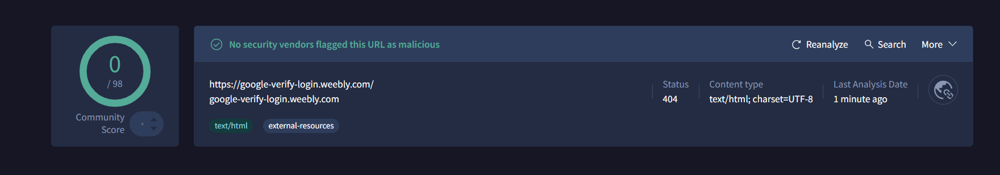 0
/ 98
Community
Score
No security vendors flagged this URL as malicious
Reanalyze
Search
More
https://google-verify-login.weebly.com/
google-verify-login.weebly.com
text/html
external-resources
Status
404
Content type
text/html; charset=UTF-8
Last Analysis Date
1 minute ago